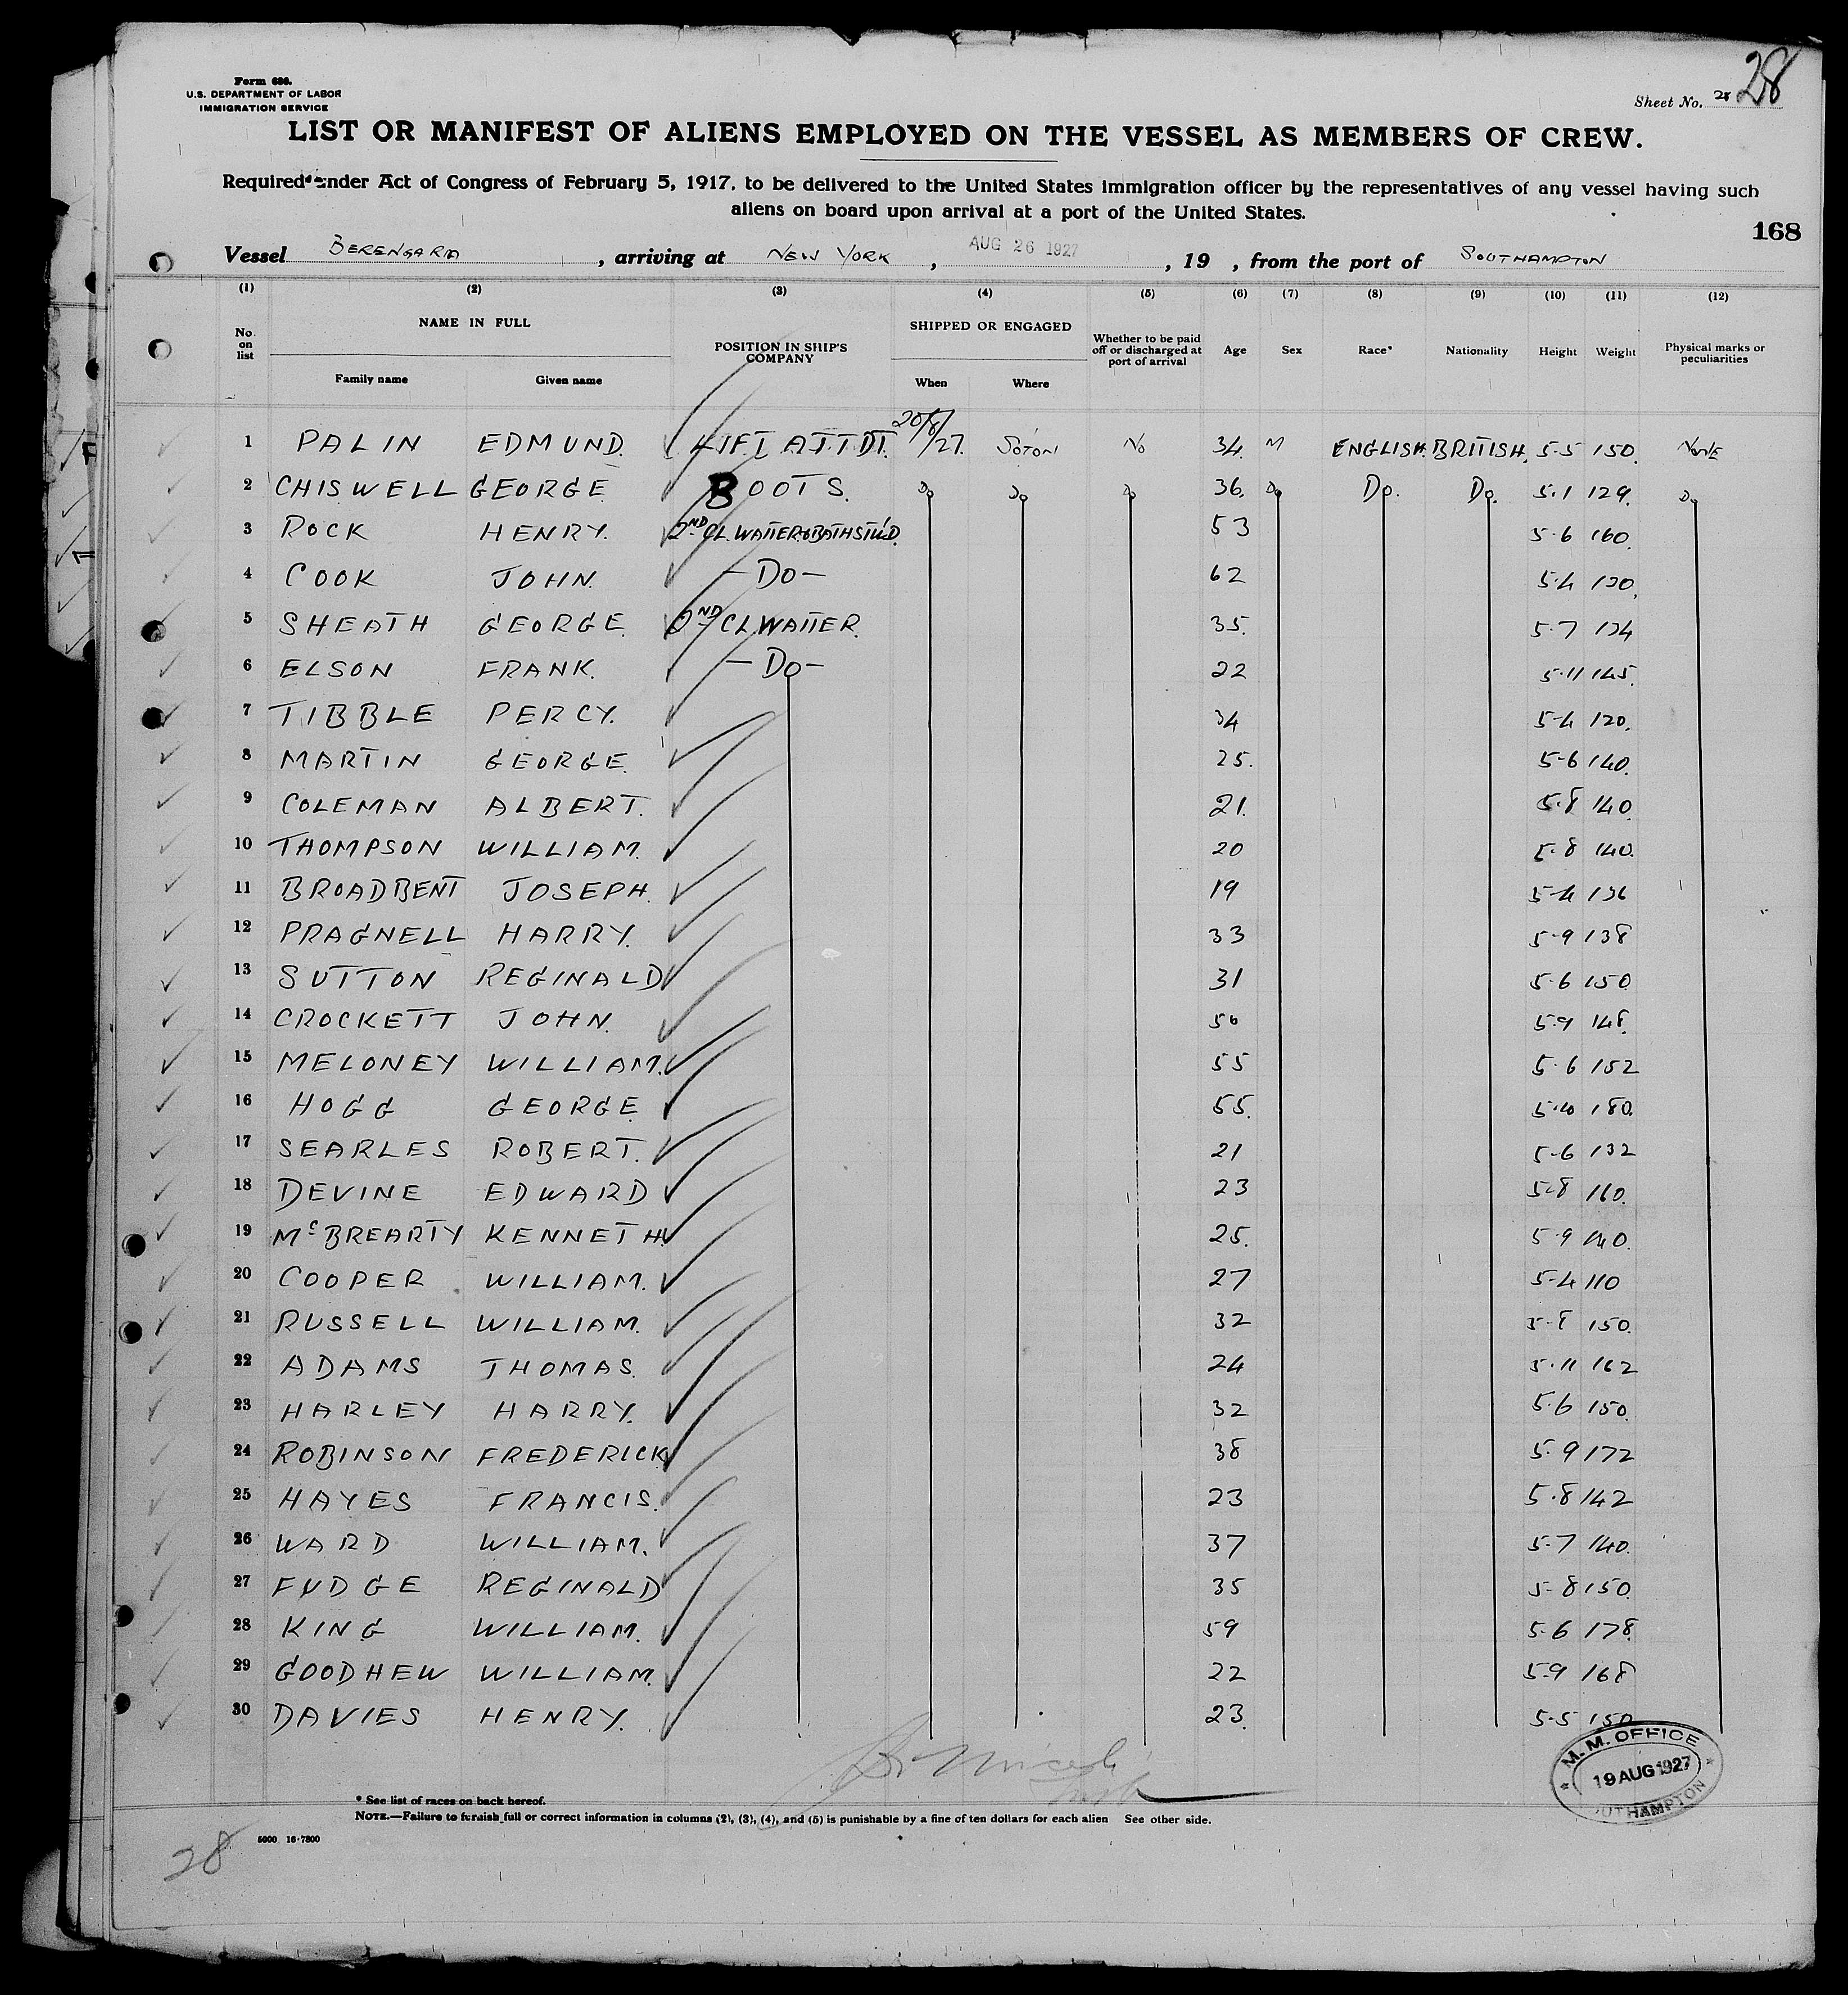 Form 680.
U.S. DEPARTMENT OF LABOR
IMMIGRATION SERVICE
Sheet No. 28 28
LIST OR MANIFEST OF ALIENS EMPLOYED ON THE VESSEL AS MEMBERS OF CREW.
Required under Act of Congress of February 5, 1917, to be delivered to the United States immigration officer by the representatives of any vessel having such
aliens on board upon arrival at a port of the United States.
168
Vessel BERENGARIA, arriving at NEW YORK, AUG 26 1927, 19 , from the port of SOUTHAMPTON
(1) (2) (3) (4) (5) (6) (7) (8) (9) (10) (11) (12)
No. on list NAME IN FULL Family name Given name POSITION IN SHIP'S COMPANY SHIPPED OR ENGAGED When Where Whether to be paid off or discharged at port of arrival Age Sex Race* Nationality Height Weight Physical marks or peculiarities
1 PALIN EDMUND. LIFT ATTDT. 20/8/27. SOTON No 34. M ENGLISH. BRITISH. 5.5 150. NONE
2 CHISWELL GEORGE BOOTS. Do Do Do 36. Do Do. Do. 5.1 129. Do
3 ROCK HENRY. 2ND CL. WAITER & BATH STWD. 53 5.6 160.
4 COOK JOHN. -DO- 62 5.4 130.
5 SHEATH GEORGE. 2ND CL WAITER. 35. 5.7 134
6 ELSON FRANK. -DO- 22 5.11 145.
7 TIBBLE PERCY. 34 5-4 120.
8 MARTIN GEORGE. 25. 5-6 140.
9 COLEMAN ALBERT. 21. 5.8 140.
10 THOMPSON WILLIAM. 20 5.8 140.
11 BROADBENT JOSEPH. 19 5-4 136
12 PRAGNELL HARRY. 33 5-9 138
13 SUTTON REGINALD 31 5.6 150
14 CROCKETT JOHN. 50 5.9 148.
15 MELONEY WILLIAM. 55 5.6 152
16 HOGG GEORGE 55. 5.10 180.
17 SEARLES ROBERT. 21 5-6 132
18 DEVINE EDWARD 23 5.8 160.
19 McBREARTY KENNETH. 25. 5.9 140.
20 COOPER WILLIAM. 27 5-4 110
21 RUSSELL WILLIAM. 32 5-8 150.
22 ADAMS THOMAS. 24 5.11 162
23 HARLEY HARRY. 32 5.6 150.
24 ROBINSON FREDERICK 38 5.9 172
25 HAYES FRANCIS. 23 5.8 142
26 WARD WILLIAM. 37 5-7 140.
27 FUDGE REGINALD 35 5-8 150.
28 KING WILLIAM. 59 5-6 178.
29 GOODHEW WILLIAM. 22 5.9 168
30 DAVIES HENRY. 23. 5.5 150
M. M. OFFICE
19 AUG 1927
SOUTHAMPTON
* See list of races on back hereof.
NOTE.—Failure to furnish full or correct information in columns (2), (3), (4), and (5) is punishable by a fine of ten dollars for each alien See other side.
5000 16·7800
28